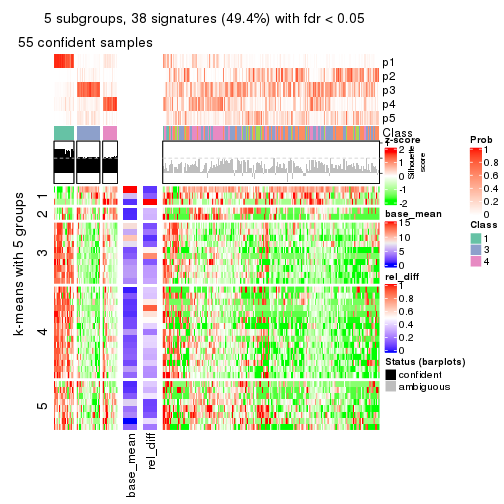 5 subgroups, 38 signatures (49.4%) with fdr < 0.05
55 confident samples
p1
p2
p3
p4
p5
Class
1
Silhouette
score
k-means with 5 groups
1
2
3
4
5
base_mean
rel_diff
z-score
2
1
0
-1
-2
base_mean
15
10
5
0
rel_diff
1
0.8
0.6
0.4
0.2
0
Status (barplots)
confident
ambiguous
Prob
1
0.8
0.6
0.4
0.2
0
Class
1
3
4